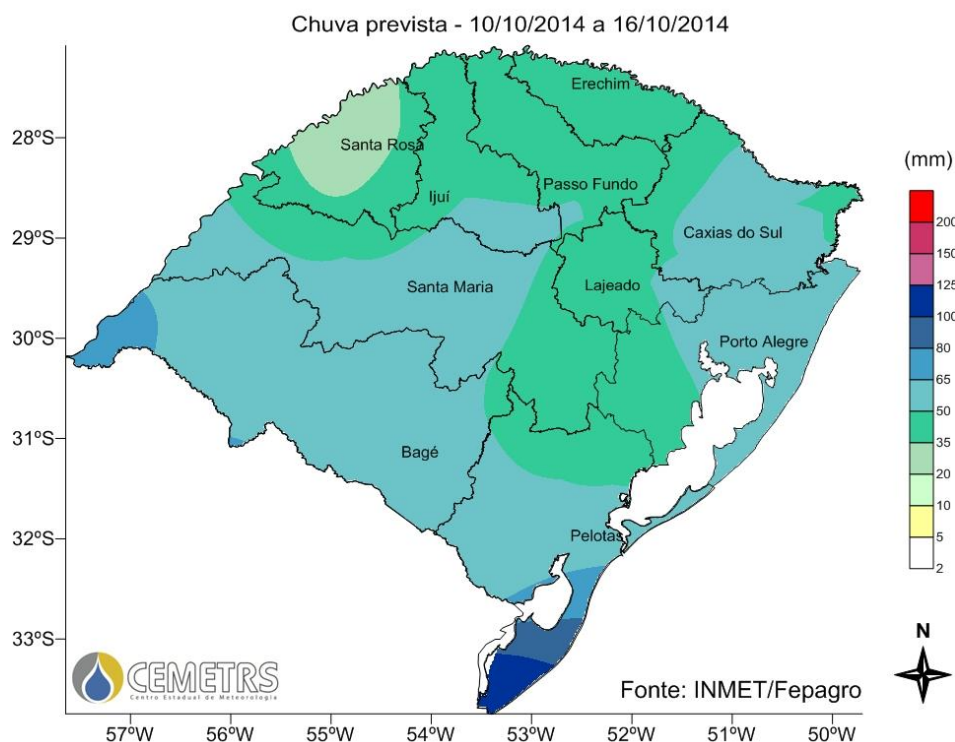 Chuva prevista - 10/10/2014 a 16/10/2014
Erechim
28ºS
Santa Rosa
(mm)
Passo Fundo
Ijuí
200
29ºS
Caxias do Sul
150
Santa Maria
Lajeado
125
100
30ºS
Porto Alegre
80
65
50
31ºS
Bagé
35
20
10
32ºS
Pelotas
5
2
N
33ºS
CEMETRS
Centro Estadual de Meteorologia
Fonte: INMET/Fepagro
57ºW 56ºW 55ºW 54ºW 53ºW 52ºW 51ºW 50ºW